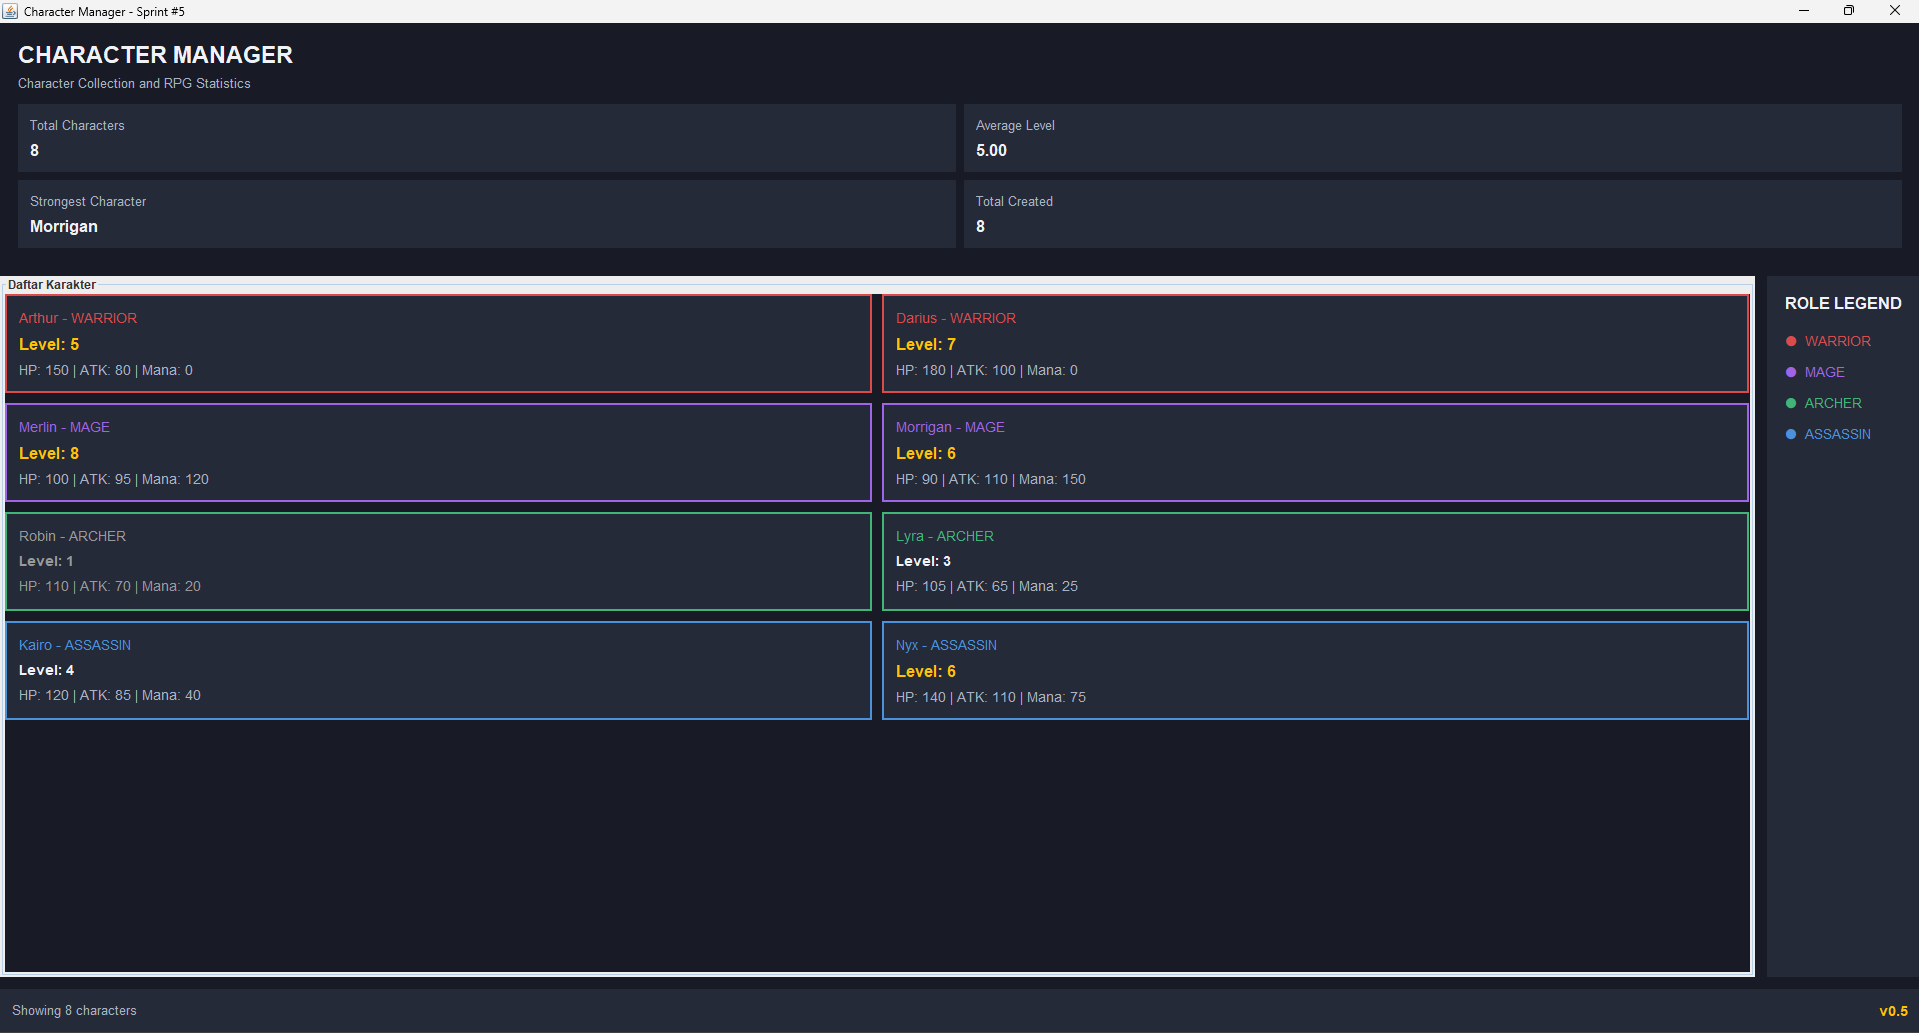 Character Manager - Sprint #5
CHARACTER MANAGER
Character Collection and RPG Statistics
Total Characters
8
Average Level
5.00
Strongest Character
Morrigan
Total Created
8
Daftar Karakter
Arthur - WARRIOR
Level: 5
HP: 150 | ATK: 80 | Mana: 0
Darius - WARRIOR
Level: 7
HP: 180 | ATK: 100 | Mana: 0
Merlin - MAGE
Level: 8
HP: 100 | ATK: 95 | Mana: 120
Morrigan - MAGE
Level: 6
HP: 90 | ATK: 110 | Mana: 150
Robin - ARCHER
Level: 1
HP: 110 | ATK: 70 | Mana: 20
Lyra - ARCHER
Level: 3
HP: 105 | ATK: 65 | Mana: 25
Kairo - ASSASSIN
Level: 4
HP: 120 | ATK: 85 | Mana: 40
Nyx - ASSASSIN
Level: 6
HP: 140 | ATK: 110 | Mana: 75
ROLE LEGEND
WARRIOR
MAGE
ARCHER
ASSASSIN
Showing 8 characters
v0.5